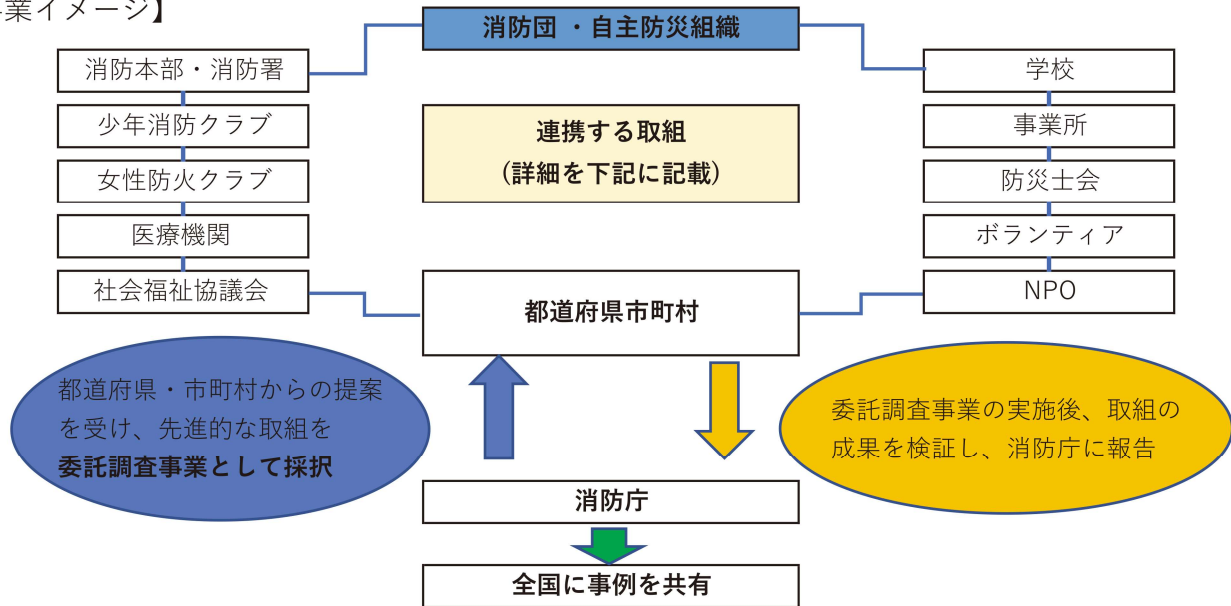 業イメージ】
消防団 ・自主防災組織
消防本部・消防署
少年消防クラブ
女性防火クラブ
医療機関
社会福祉協議会
連携する取組
(詳細を下記に記載)
学校
事業所
防災士会
ボランティア
NPO
都道府県市町村
都道府県・市町村からの提案
を受け、先進的な取組を
委託調査事業として採択
委託調査事業の実施後、取組の
成果を検証し、消防庁に報告
消防庁
全国に事例を共有